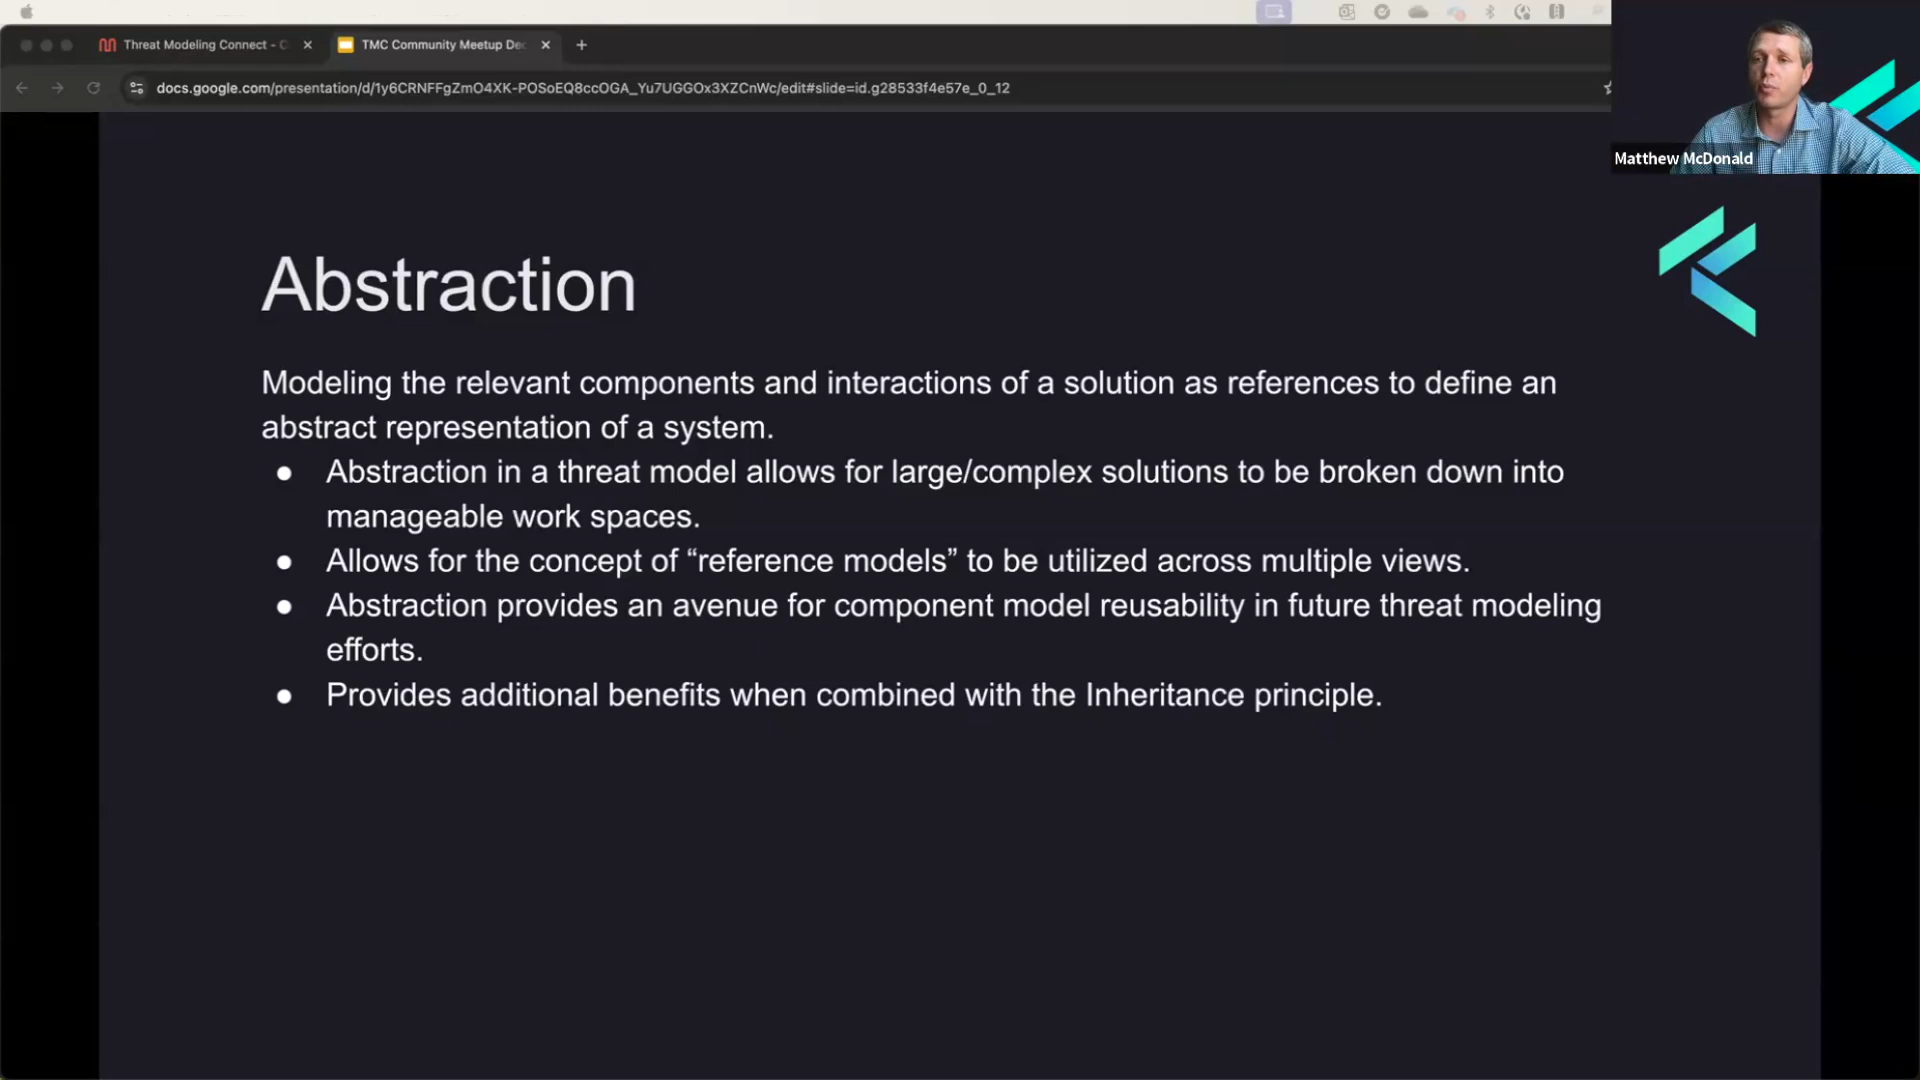 Threat Modeling Connect - C
TMC Community Meetup Dec
docs.google.com/presentation/d/1y6CRNFFgZmO4XK-POSoEQ8ccOGA_Yu7UGGOx3XZCnWc/edit#slide=id.g28533f4e57e_0_12
Matthew McDonald
Abstraction
Modeling the relevant components and interactions of a solution as references to define an
abstract representation of a system.
● Abstraction in a threat model allows for large/complex solutions to be broken down into
manageable work spaces.
● Allows for the concept of “reference models” to be utilized across multiple views.
● Abstraction provides an avenue for component model reusability in future threat modeling
efforts.
● Provides additional benefits when combined with the Inheritance principle.